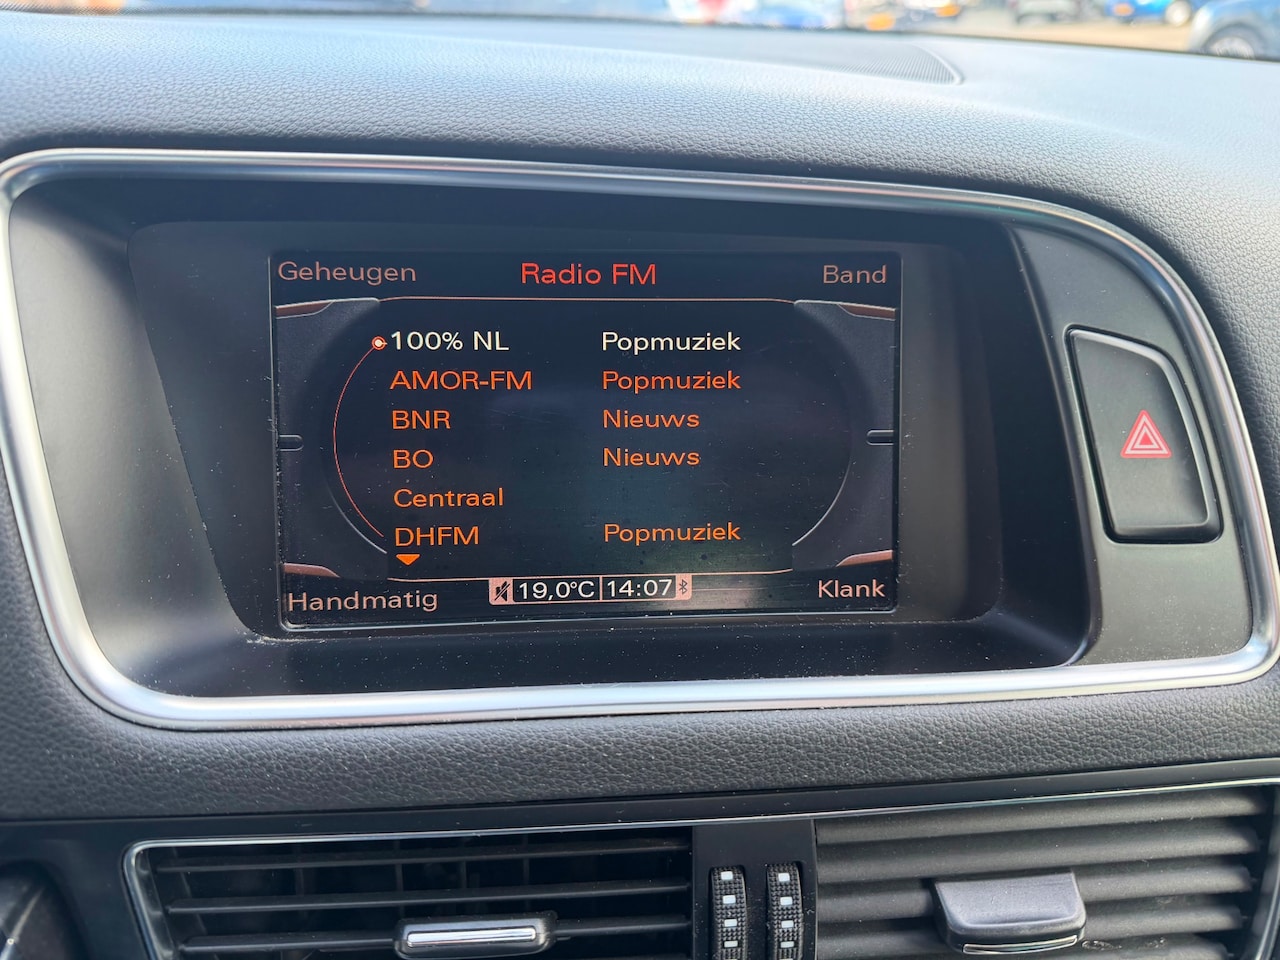 Geheugen Radio FM Band
100% NL Popmuziek
AMOR-FM Popmuziek
BNR Nieuws
BO Nieuws
Centraal
DHFM Popmuziek
Handmatig 19,0°C 14:07 Klank